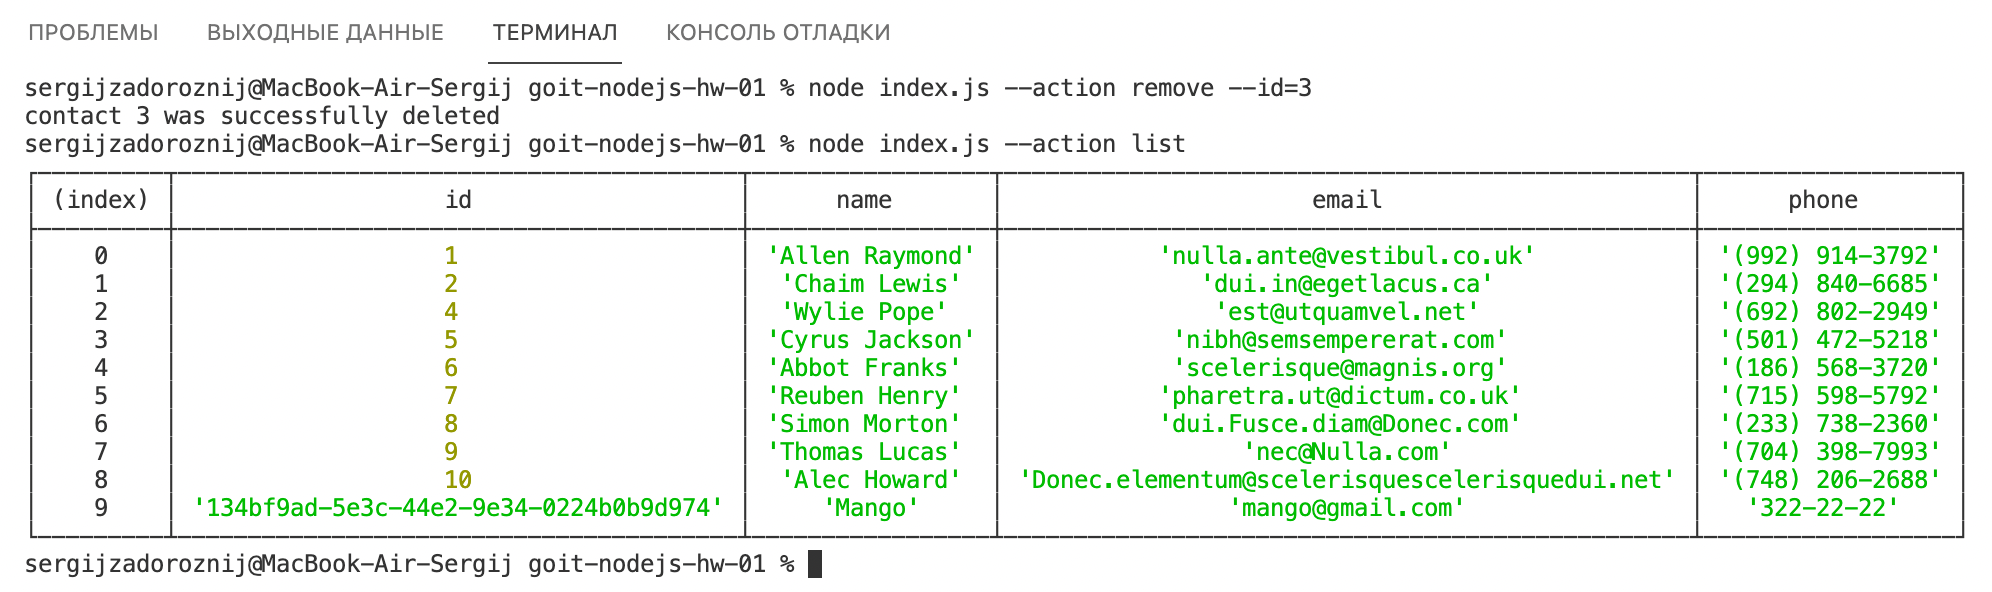 ПРОБЛЕМЫ ВЫХОДНЫЕ ДАННЫЕ ТЕРМИНАЛ КОНСОЛЬ ОТЛАДКИ
sergijzadoroznij@MacBook-Air-Sergij goit-nodejs-hw-01 % node index.js --action remove --id=3
contact 3 was successfully deleted
sergijzadoroznij@MacBook-Air-Sergij goit-nodejs-hw-01 % node index.js --action list
(index) id name email phone
0 1 'Allen Raymond' 'nulla.ante@vestibul.co.uk' '(992) 914-3792'
1 2 'Chaim Lewis' 'dui.in@egetlacus.ca' '(294) 840-6685'
2 4 'Wylie Pope' 'est@utquamvel.net' '(692) 802-2949'
3 5 'Cyrus Jackson' 'nibh@semsempererat.com' '(501) 472-5218'
4 6 'Abbot Franks' 'scelerisque@magnis.org' '(186) 568-3720'
5 7 'Reuben Henry' 'pharetra.ut@dictum.co.uk' '(715) 598-5792'
6 8 'Simon Morton' 'dui.Fusce.diam@Donec.com' '(233) 738-2360'
7 9 'Thomas Lucas' 'nec@Nulla.com' '(704) 398-7993'
8 10 'Alec Howard' 'Donec.elementum@scelerisquescelerisquedui.net' '(748) 206-2688'
9 '134bf9ad-5e3c-44e2-9e34-0224b0b9d974' 'Mango' 'mango@gmail.com' '322-22-22'
sergijzadoroznij@MacBook-Air-Sergij goit-nodejs-hw-01 %